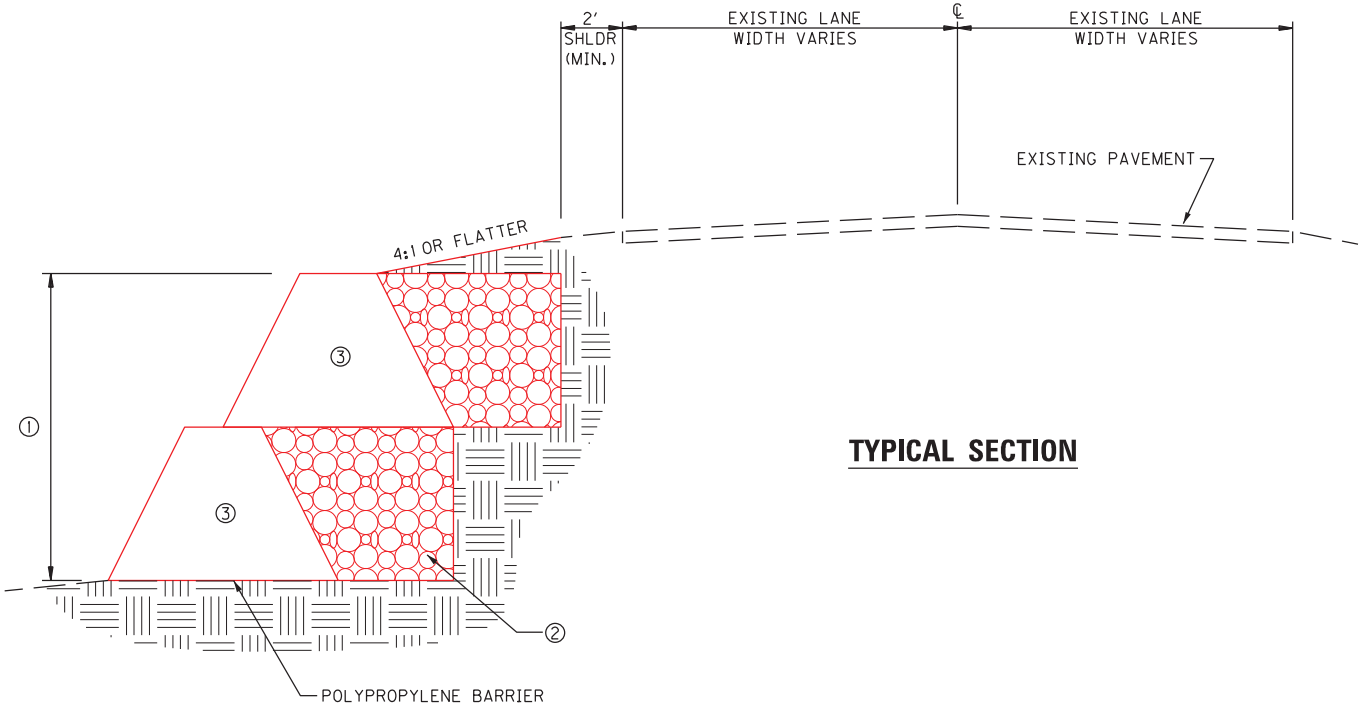 2'
SHLDR
(MIN.)
EXISTING LANE
WIDTH VARIES
℄
EXISTING LANE
WIDTH VARIES
EXISTING PAVEMENT
4:1 OR FLATTER
③
①
TYPICAL SECTION
③
②
POLYPROPYLENE BARRIER